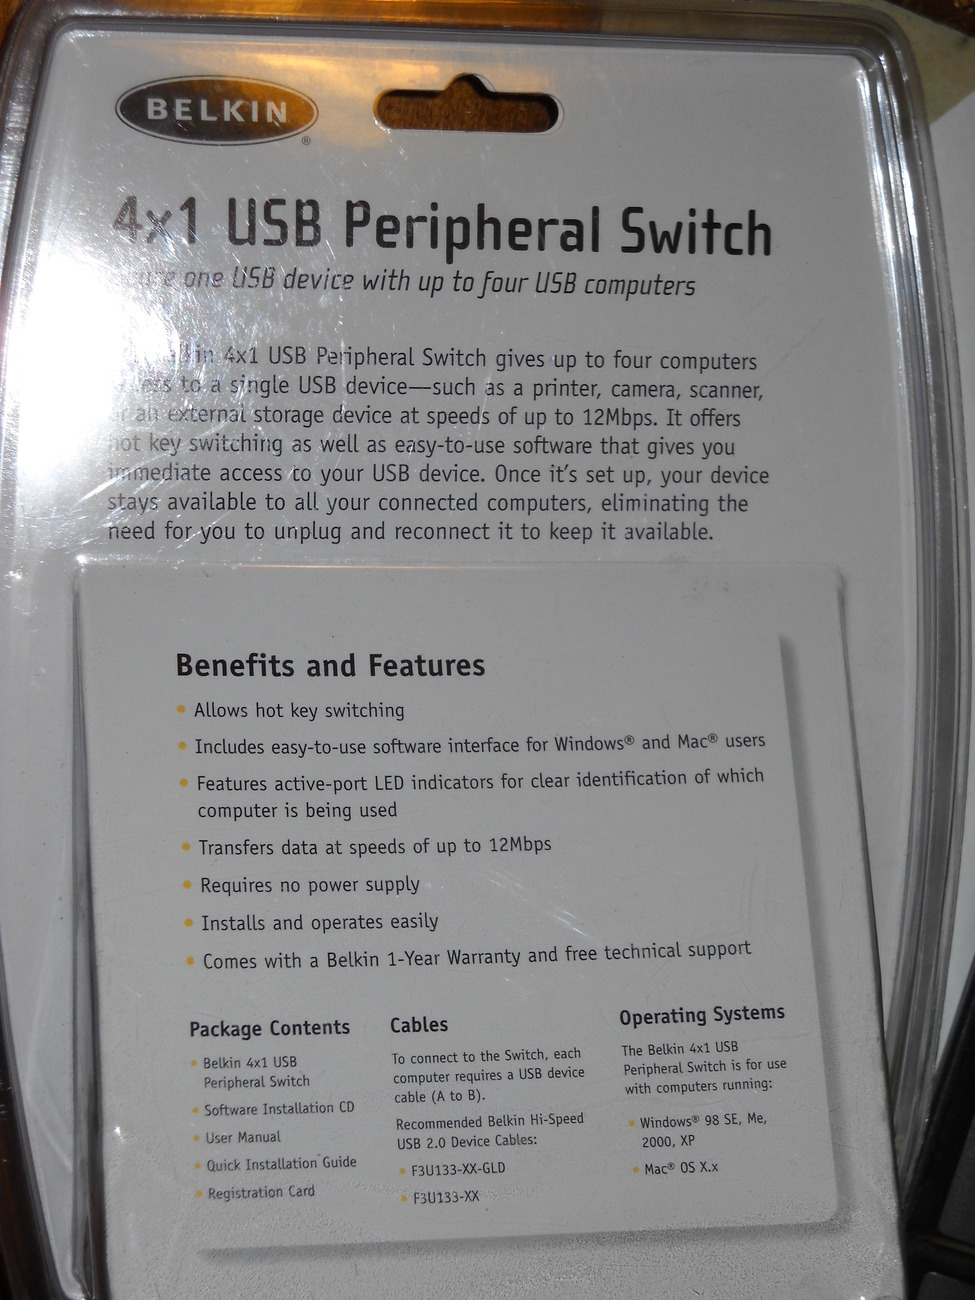 BELKIN®
4x1 USB Peripheral Switch
one USB device with up to four USB computers
4x1 USB Peripheral Switch gives up to four computers
to a single USB device—such as a printer, camera, scanner,
or an external storage device at speeds of up to 12Mbps. It offers
hot key switching as well as easy-to-use software that gives you
immediate access to your USB device. Once it's set up, your device
stays available to all your connected computers, eliminating the
need for you to unplug and reconnect it to keep it available.
Benefits and Features
• Allows hot key switching
• Includes easy-to-use software interface for Windows® and Mac® users
• Features active-port LED indicators for clear identification of which
computer is being used
• Transfers data at speeds of up to 12Mbps
• Requires no power supply
• Installs and operates easily
• Comes with a Belkin 1-Year Warranty and free technical support
Package Contents
• Belkin 4x1 USB
Peripheral Switch
• Software Installation CD
• User Manual
• Quick Installation Guide
• Registration Card
Cables
To connect to the Switch, each
computer requires a USB device
cable (A to B).
Recommended Belkin Hi-Speed
USB 2.0 Device Cables:
• F3U133-XX-GLD
• F3U133-XX
Operating Systems
The Belkin 4x1 USB
Peripheral Switch is for use
with computers running:
• Windows® 98 SE, Me,
2000, XP
• Mac® OS X.x